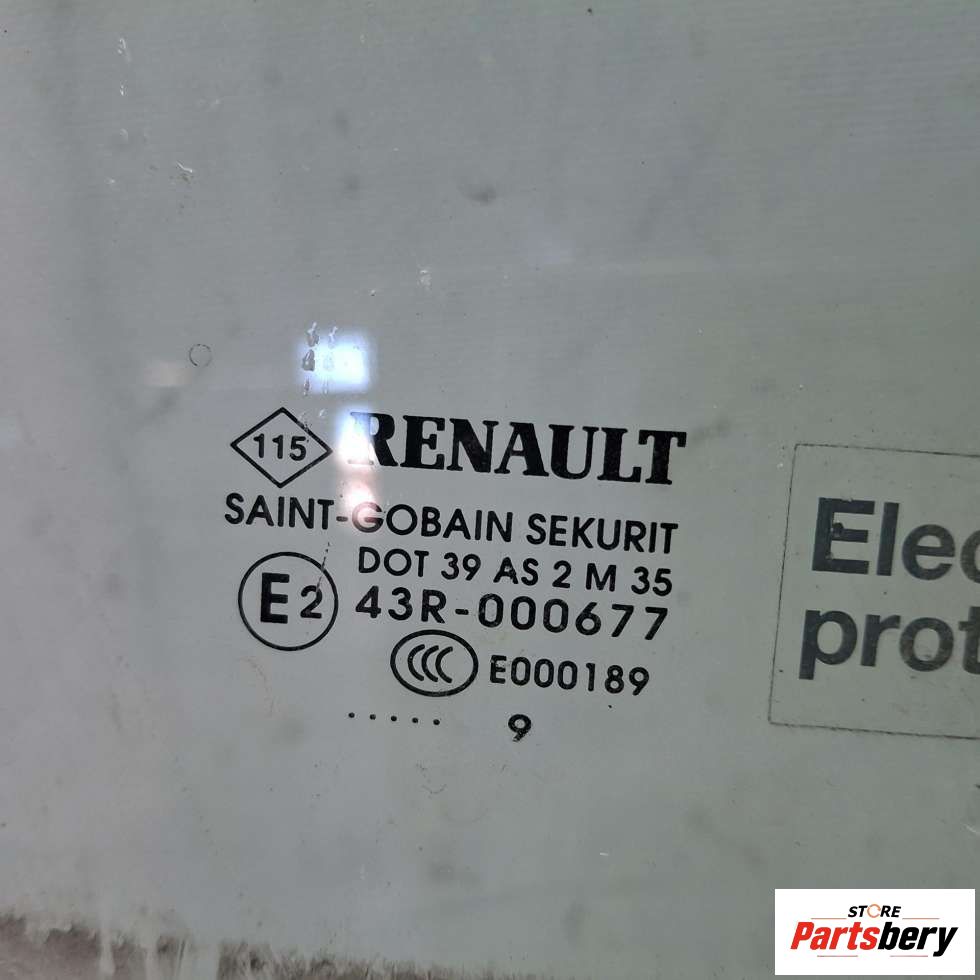 115 RENAULT
SAINT-GOBAIN SEKURIT
DOT 39 AS 2 M 35
E2 43R-000677
CCC E000189
..... 9
Elec
prot
STORE
Partsbery